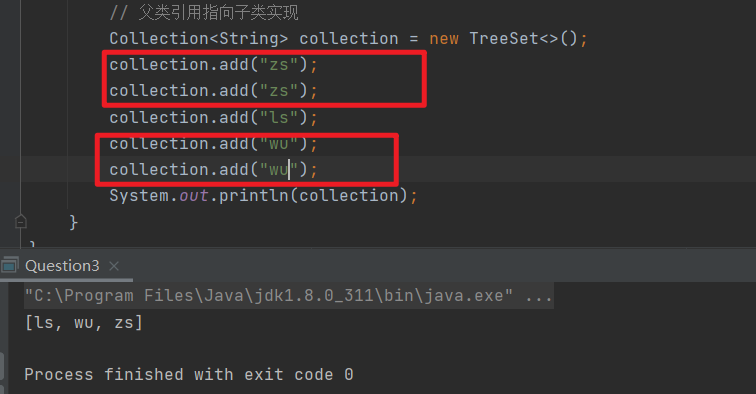 // 父类引用指向子类实现
Collection<String> collection = new TreeSet<>();
collection.add("zs");
collection.add("zs");
collection.add("ls");
collection.add("wu");
collection.add("wu");
System.out.println(collection);
}
}
Question3 ×
"C:\Program Files\Java\jdk1.8.0_311\bin\java.exe" ...
[ls, wu, zs]
Process finished with exit code 0